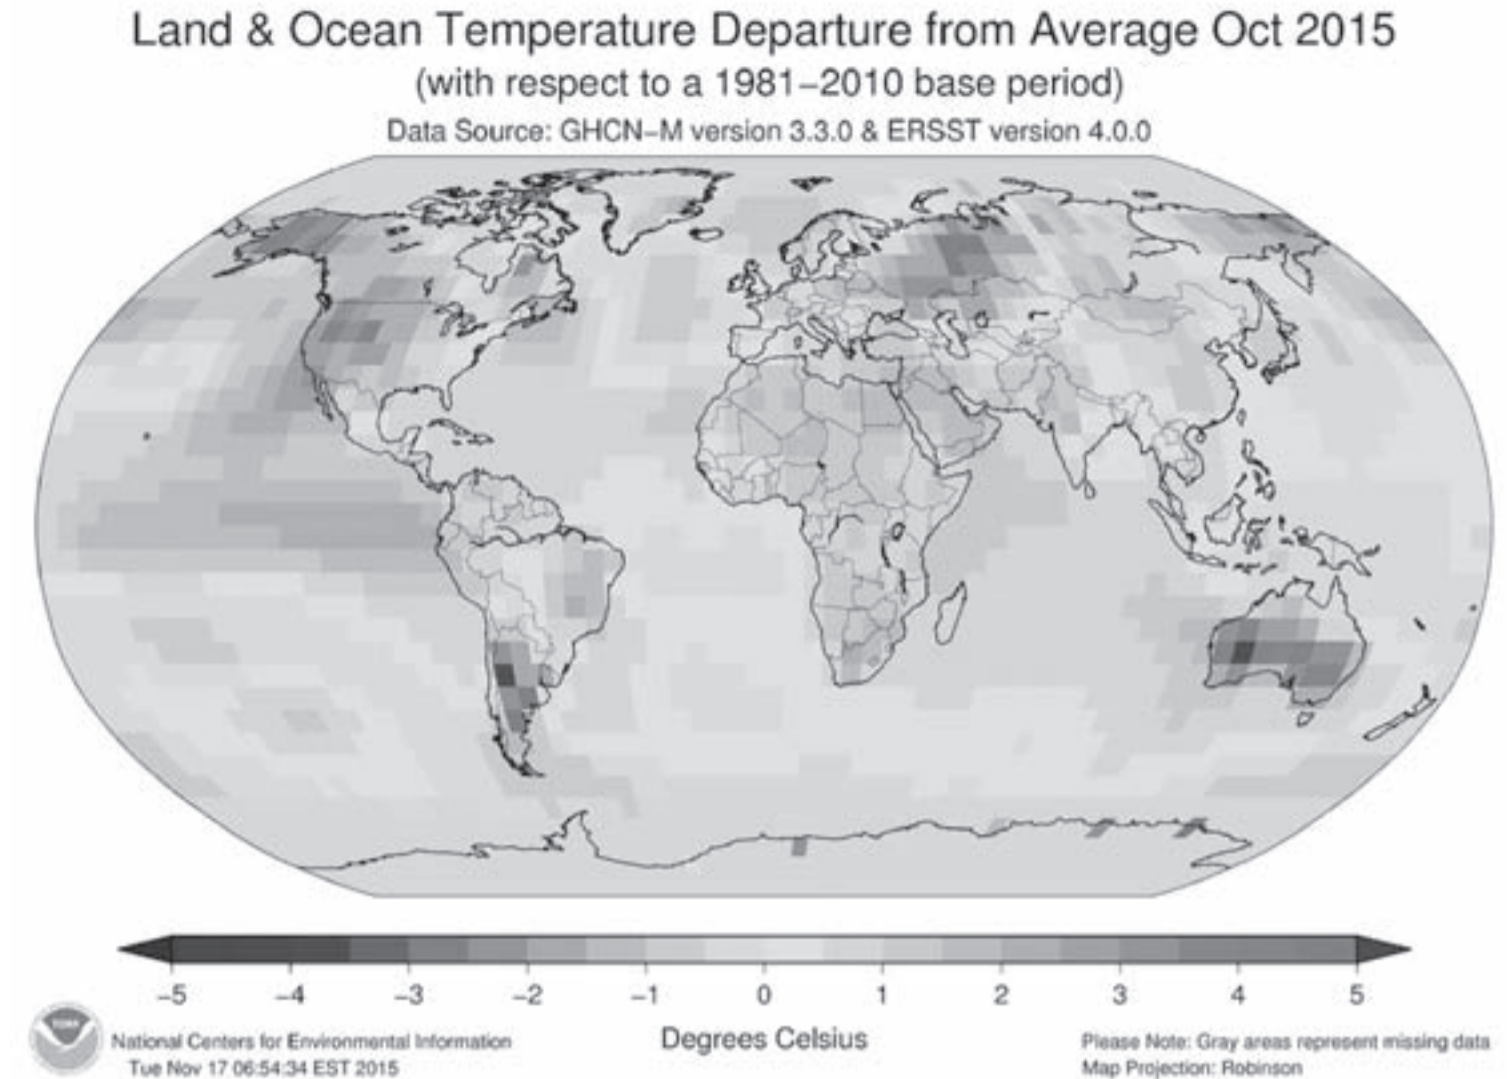 Land & Ocean Temperature Departure from Average Oct 2015
(with respect to a 1981–2010 base period)
Data Source: GHCN–M version 3.3.0 & ERSST version 4.0.0
–5 –4 –3 –2 –1 0 1 2 3 4 5
Degrees Celsius
National Centers for Environmental Information
Tue Nov 17 06:54:34 EST 2015
Please Note: Gray areas represent missing data
Map Projection: Robinson